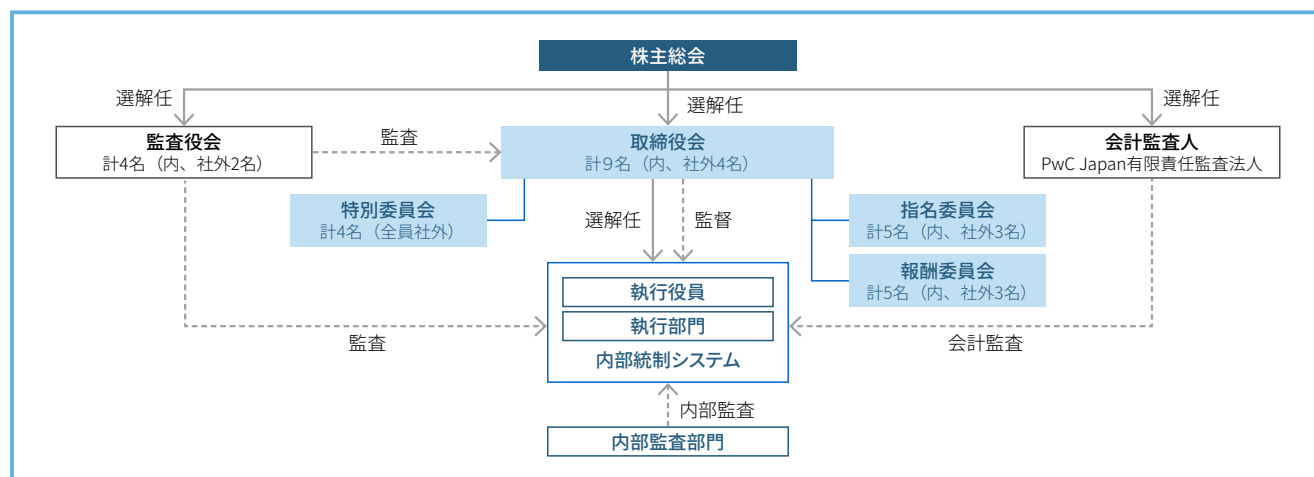 株主総会
選解任
選解任
選解任
監査役会
計4名（内、社外2名）
監査
取締役会
計9名（内、社外4名）
会計監査人
PwC Japan有限責任監査法人
特別委員会
計4名（全員社外）
選解任
監督
指名委員会
計5名（内、社外3名）
報酬委員会
計5名（内、社外3名）
執行役員
執行部門
内部統制システム
監査
会計監査
内部監査
内部監査部門